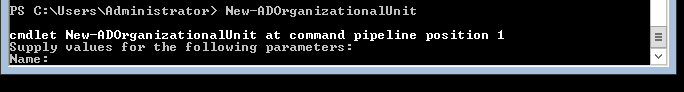 PS C:\Users\Administrator> New-ADOrganizationalUnit
cmdlet New-ADOrganizationalUnit at command pipeline position 1
Supply values for the following parameters:
Name: